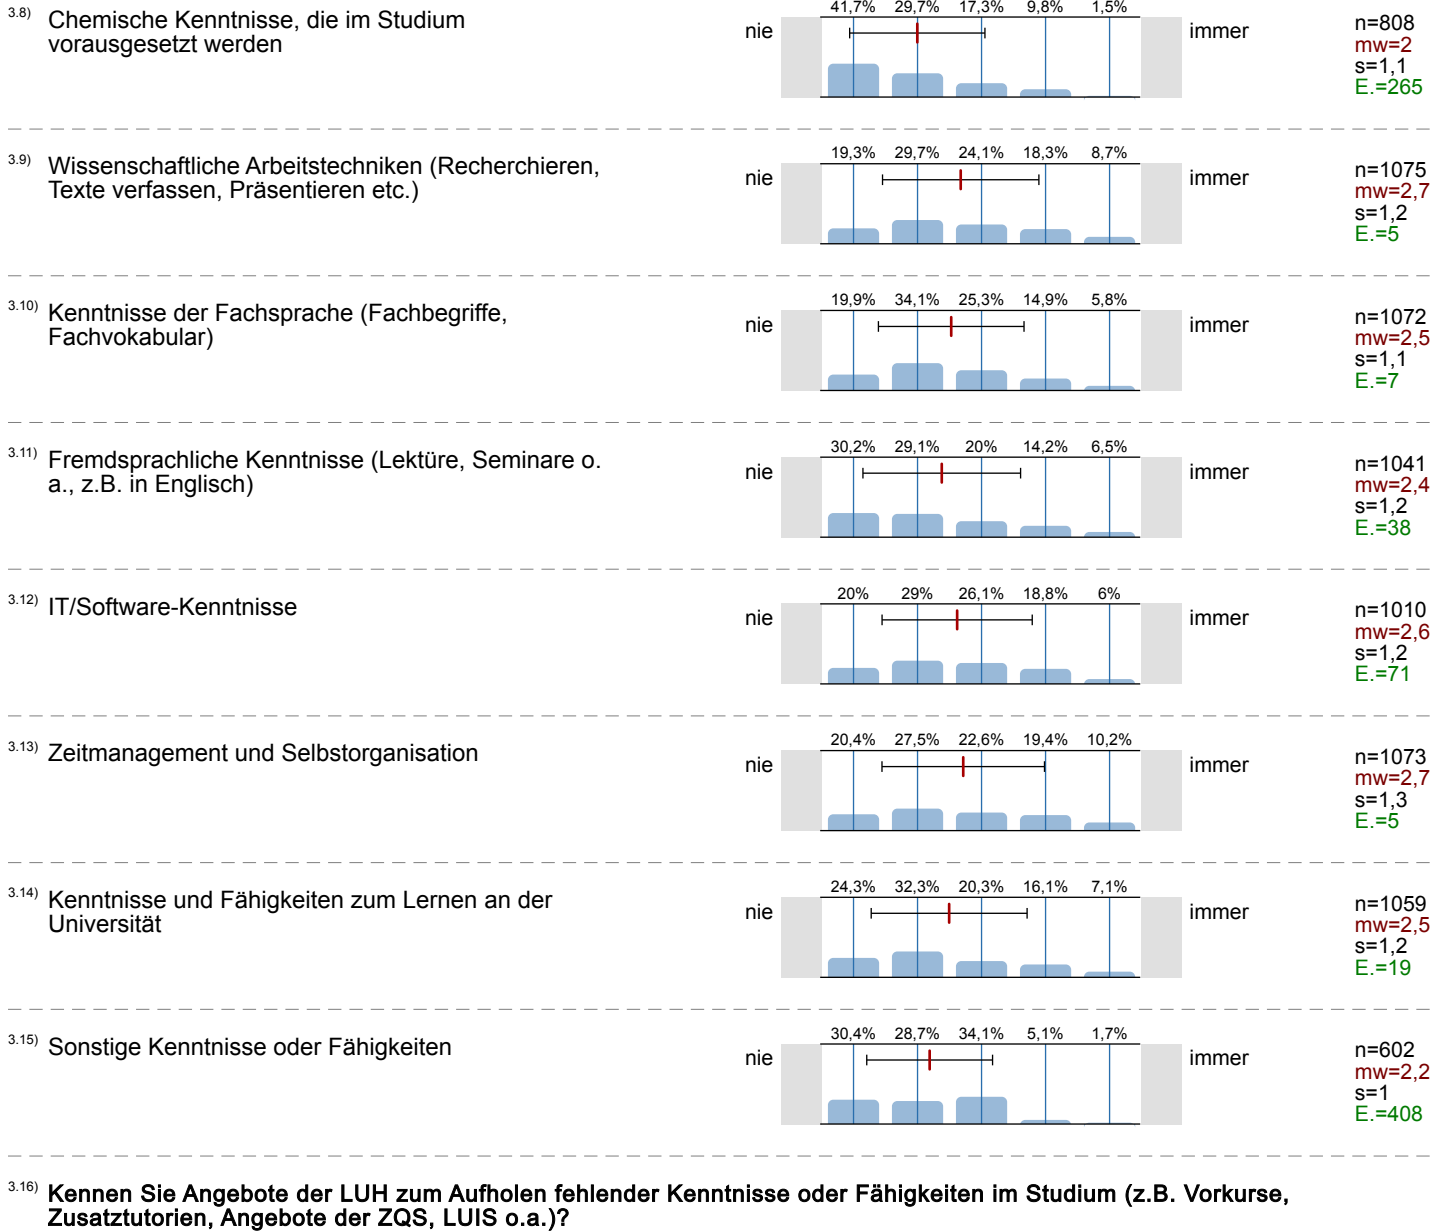 3.8) Chemische Kenntnisse, die im Studium
vorausgesetzt werden
41,7% 29,7% 17,3% 9,8% 1,5%
nie immer
n=808
mw=2
s=1,1
E.=265
3.9) Wissenschaftliche Arbeitstechniken (Recherchieren,
Texte verfassen, Präsentieren etc.)
19,3% 29,7% 24,1% 18,3% 8,7%
nie immer
n=1075
mw=2,7
s=1,2
E.=5
3.10) Kenntnisse der Fachsprache (Fachbegriffe,
Fachvokabular)
19,9% 34,1% 25,3% 14,9% 5,8%
nie immer
n=1072
mw=2,5
s=1,1
E.=7
3.11) Fremdsprachliche Kenntnisse (Lektüre, Seminare o.
a., z.B. in Englisch)
30,2% 29,1% 20% 14,2% 6,5%
nie immer
n=1041
mw=2,4
s=1,2
E.=38
3.12) IT/Software-Kenntnisse
20% 29% 26,1% 18,8% 6%
nie immer
n=1010
mw=2,6
s=1,2
E.=71
3.13) Zeitmanagement und Selbstorganisation
20,4% 27,5% 22,6% 19,4% 10,2%
nie immer
n=1073
mw=2,7
s=1,3
E.=5
3.14) Kenntnisse und Fähigkeiten zum Lernen an der
Universität
24,3% 32,3% 20,3% 16,1% 7,1%
nie immer
n=1059
mw=2,5
s=1,2
E.=19
3.15) Sonstige Kenntnisse oder Fähigkeiten
30,4% 28,7% 34,1% 5,1% 1,7%
nie immer
n=602
mw=2,2
s=1
E.=408
3.16) Kennen Sie Angebote der LUH zum Aufholen fehlender Kenntnisse oder Fähigkeiten im Studium (z.B. Vorkurse,
Zusatztutorien, Angebote der ZQS, LUIS o.a.)?